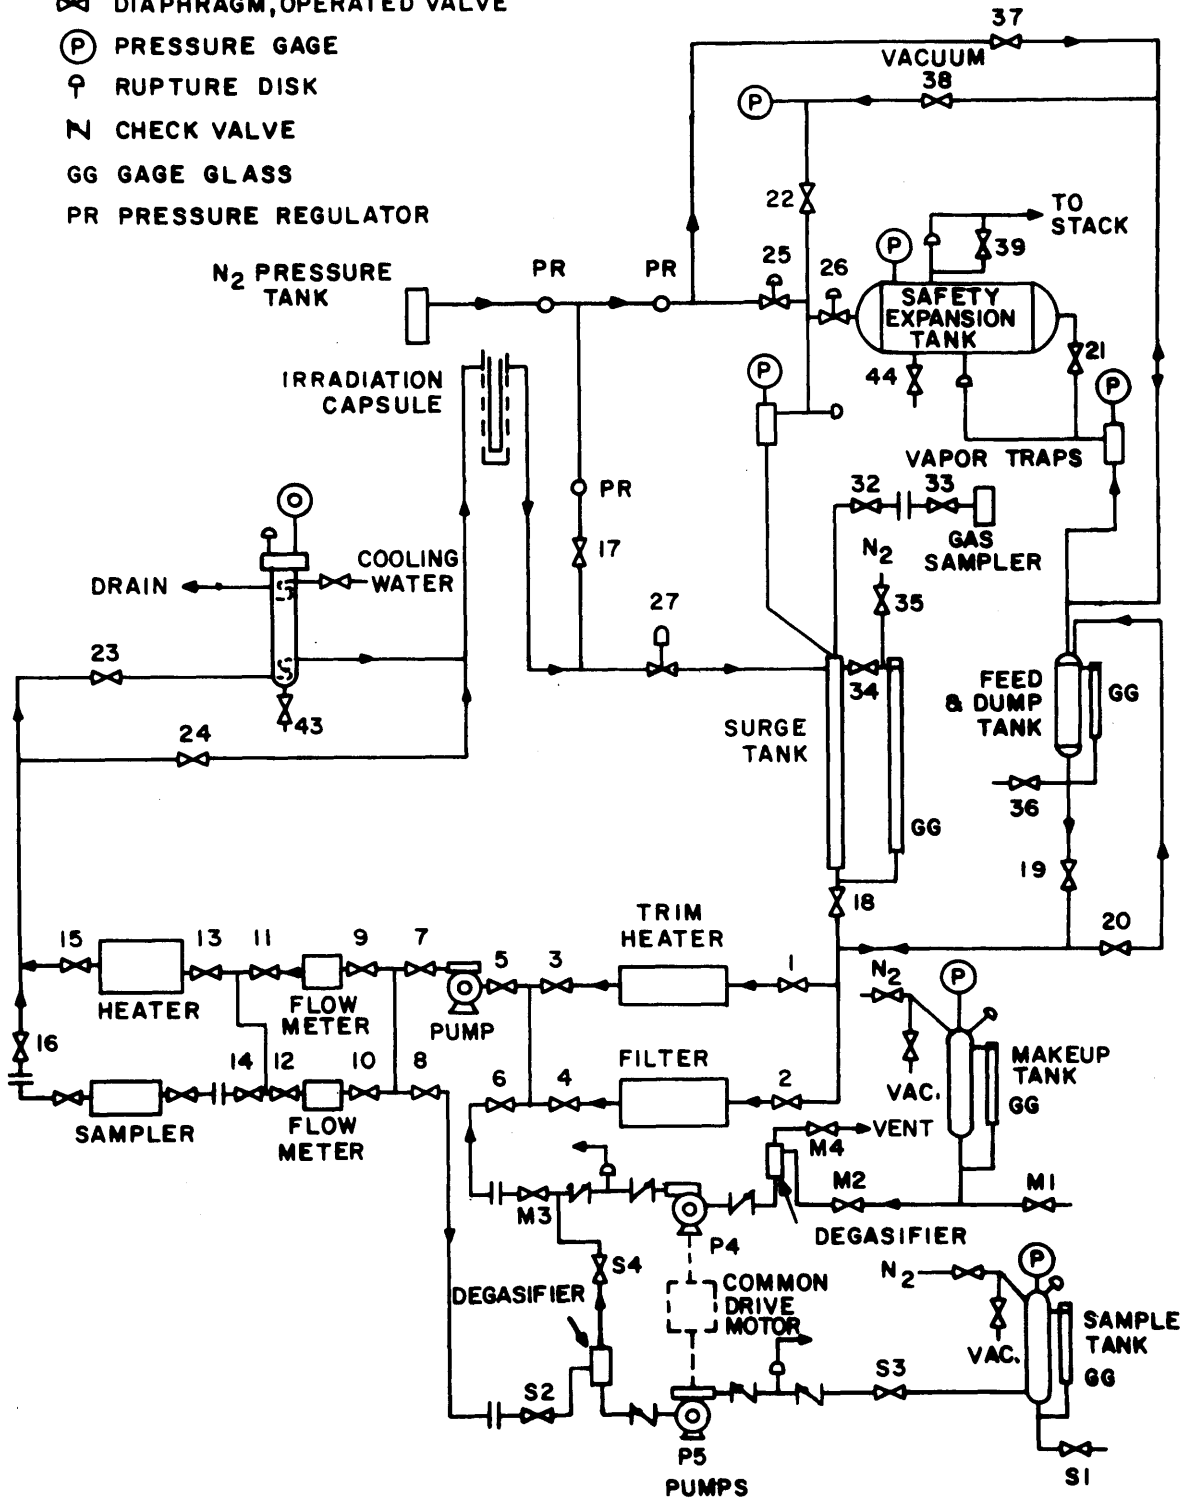 DIAPHRAGM, OPERATED VALVE
P PRESSURE GAGE
RUPTURE DISK
CHECK VALVE
GG GAGE GLASS
PR PRESSURE REGULATOR
37
VACUUM
38
P
22
TO
STACK
39
P
25
26
N2 PRESSURE
TANK
PR
PR
SAFETY
EXPANSION
TANK
21
44
P
P
IRRADIATION
CAPSULE
VAPOR TRAPS
PR
32
33
GAS
SAMPLER
N2
17
35
COOLING
WATER
DRAIN
27
23
34
FEED
& DUMP
TANK
GG
43
24
SURGE
TANK
36
GG
19
18
20
TRIM
HEATER
15
13
11
9
7
5
3
1
HEATER
FLOW
METER
PUMP
N2
P
16
14
12
10
8
6
4
FILTER
2
MAKEUP
TANK
GG
VAC.
SAMPLER
FLOW
METER
VENT
M4
M3
M2
M1
P4
DEGASIFIER
S4
DEGASIFIER
COMMON
DRIVE
MOTOR
N2
P
SAMPLE
TANK
GG
VAC.
S2
S3
P5
PUMPS
S1